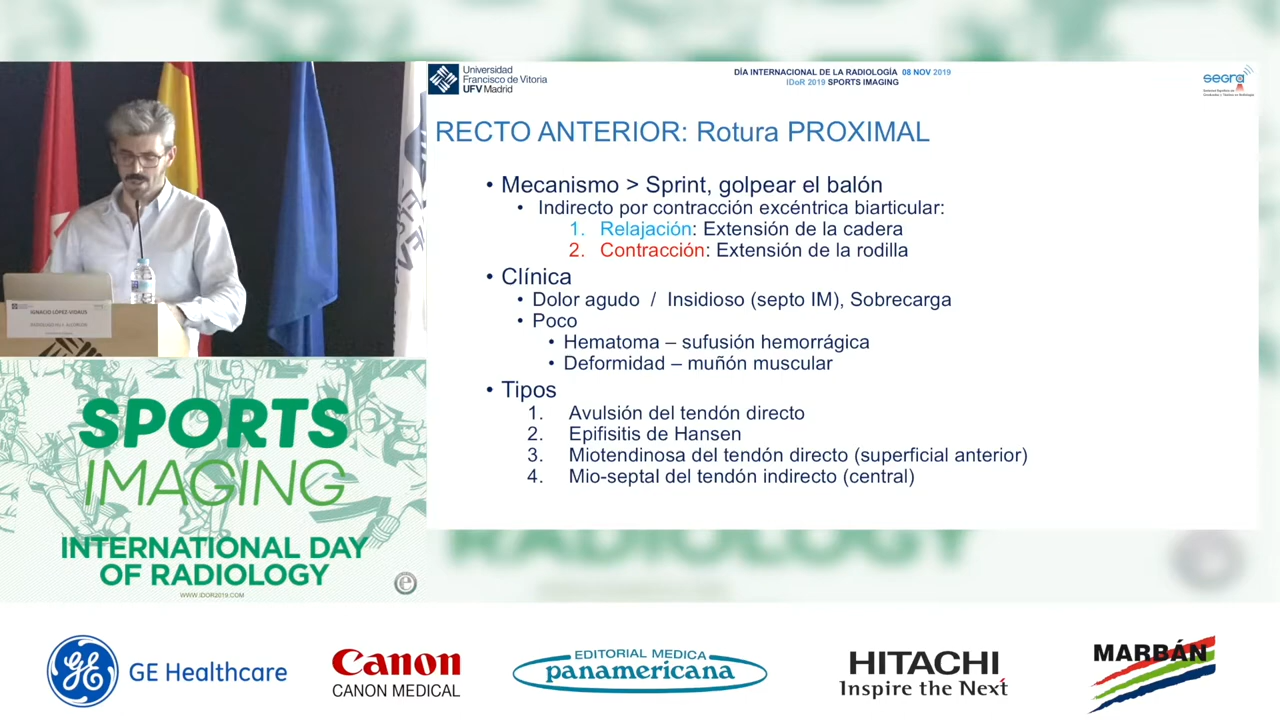 Universidad
Francisco de Vitoria
UFV Madrid
DÍA INTERNACIONAL DE LA RADIOLOGÍA 08 NOV 2019
IDoR 2019 SPORTS IMAGING
segra
RECTO ANTERIOR: Rotura PROXIMAL
• Mecanismo > Sprint, golpear el balón
• Indirecto por contracción excéntrica biarticular:
1. Relajación: Extensión de la cadera
2. Contracción: Extensión de la rodilla
• Clínica
• Dolor agudo / Insidioso (septo IM), Sobrecarga
• Poco
• Hematoma – sufusión hemorrágica
• Deformidad – muñón muscular
• Tipos
1. Avulsión del tendón directo
2. Epifisitis de Hansen
3. Miotendinosa del tendón directo (superficial anterior)
4. Mio-septal del tendón indirecto (central)
IGNACIO LÓPEZ-VIDAUS
SPORTS
IMAGING
INTERNATIONAL DAY
OF RADIOLOGY
WWW.IDOR2019.COM
RADIOLOGY
GE GE Healthcare
Canon
CANON MEDICAL
EDITORIAL MEDICA
panamericana
HITACHI
Inspire the Next
MARBÁN